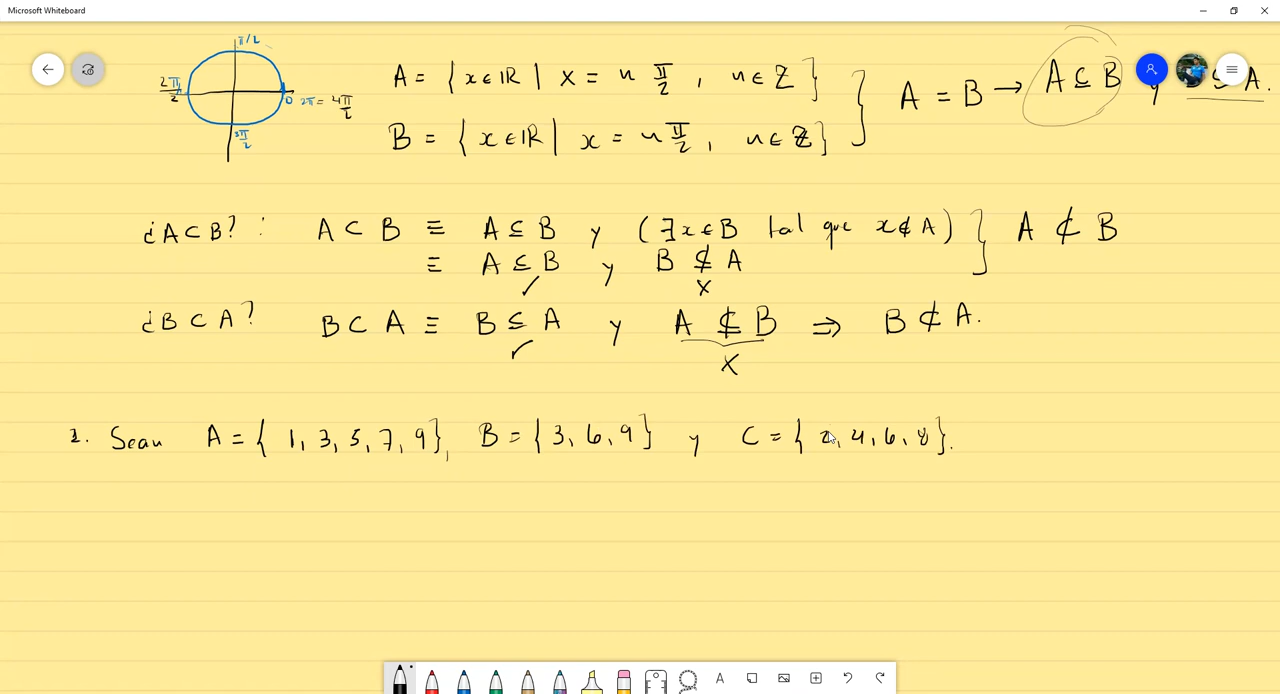 Microsoft Whiteboard
π/2
2π/2
0 2π = 4π/2
3π/2
A = { x ∈ ℝ | x = n π/2 , n ∈ ℤ }
B = { x ∈ ℝ | x = n π/2 , n ∈ ℤ }
A = B → A ⊆ B y ⊆ A.
¿A ⊂ B? : A ⊂ B ≡ A ⊆ B y (∃ x ∈ B tal que x ∉ A) } A ⊄ B
≡ A ⊆ B y B ⊈ A
✓ X
¿B ⊂ A? B ⊂ A ≡ B ⊆ A y A ⊈ B ⇒ B ⊄ A.
✓ X
2. Sean A = { 1, 3, 5, 7, 9 }, B = { 3, 6, 9 } y C = { 2, 4, 6, 8 }.